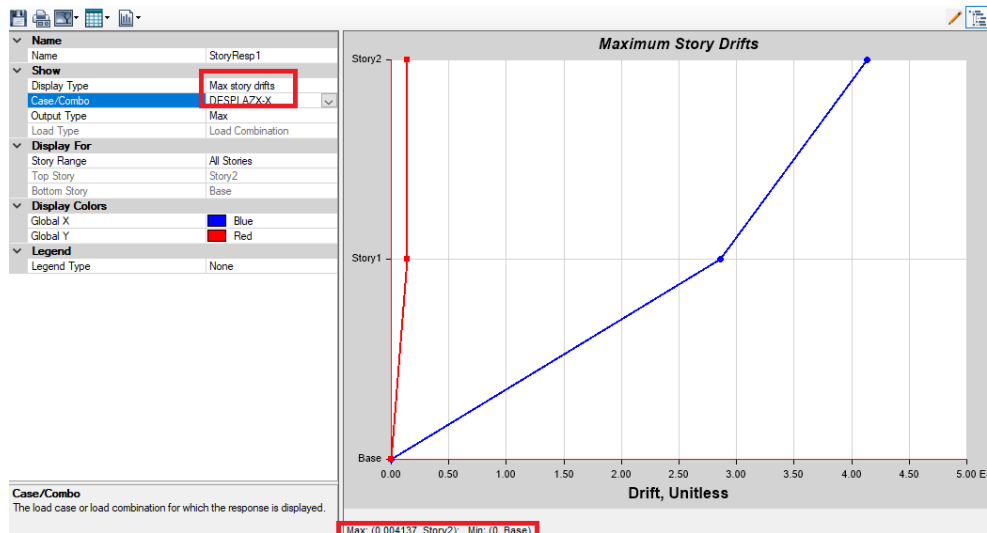 Name
Name StoryResp1
Show
Display Type Max story drifts
Case/Combo DESPLAZX-X
Output Type Max
Load Type Load Combination
Display For
Story Range All Stories
Top Story Story2
Bottom Story Base
Display Colors
Global X Blue
Global Y Red
Legend
Legend Type None
Case/Combo
The load case or load combination for which the response is displayed.
Maximum Story Drifts
Story2
Story1
Base
0.00 0.50 1.00 1.50 2.00 2.50 3.00 3.50 4.00 4.50 5.00 E-
Drift, Unitless
Max: (0.004137, Story2); Min: (0, Base)